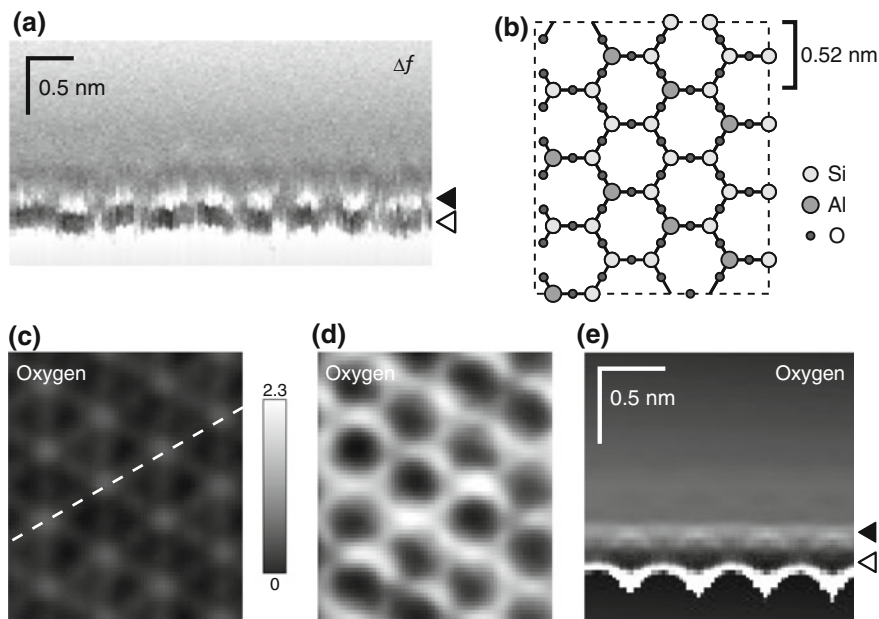 (a)
0.5 nm
Δf
(b)
0.52 nm
Si
Al
O
(c)
Oxygen
2.3
0
(d)
Oxygen
(e)
Oxygen
0.5 nm